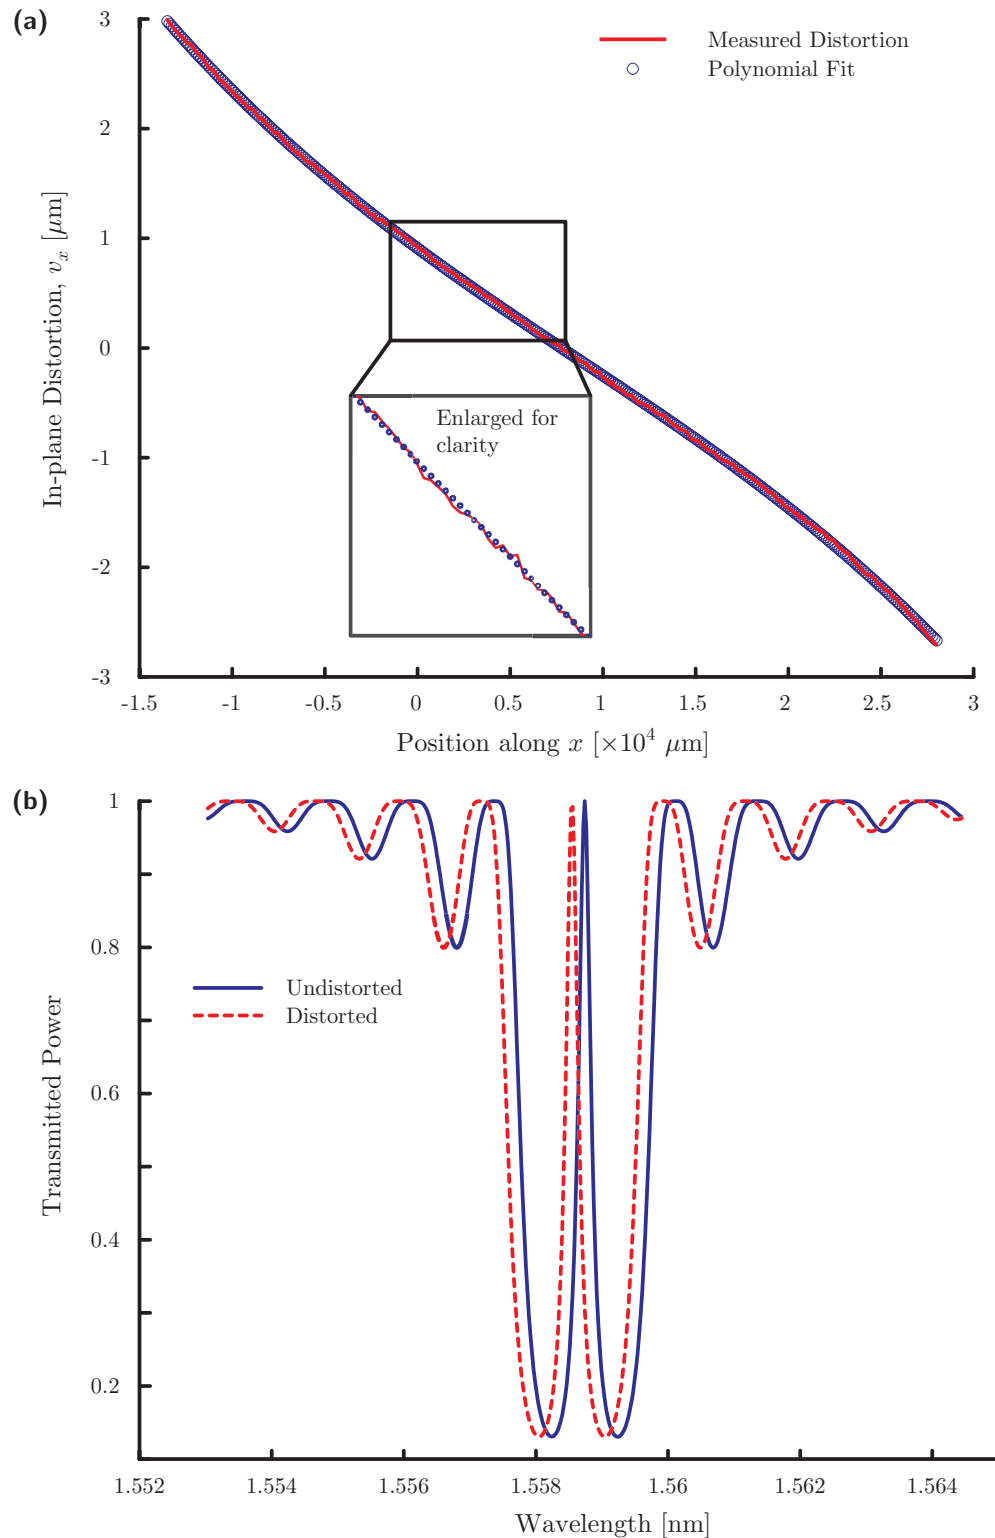 (a)
3
2
1
0
-1
-2
-3
In-plane Distortion, vₓ [μm]
Measured Distortion
Polynomial Fit
Enlarged for
clarity
-1.5 -1 -0.5 0 0.5 1 1.5 2 2.5 3
Position along x [×10⁴ μm]
(b)
1
0.8
0.6
0.4
0.2
Transmitted Power
Undistorted
Distorted
1.552 1.554 1.556 1.558 1.56 1.562 1.564
Wavelength [nm]